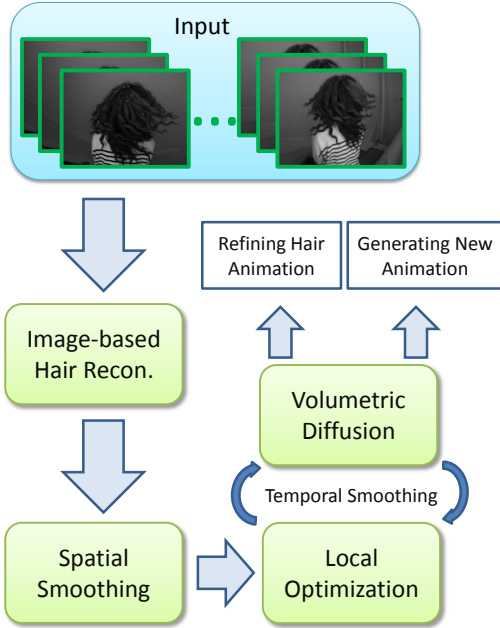 Input
Refining Hair
Animation
Generating New
Animation
Image-based
Hair Recon.
Volumetric
Diffusion
Temporal Smoothing
Spatial
Smoothing
Local
Optimization